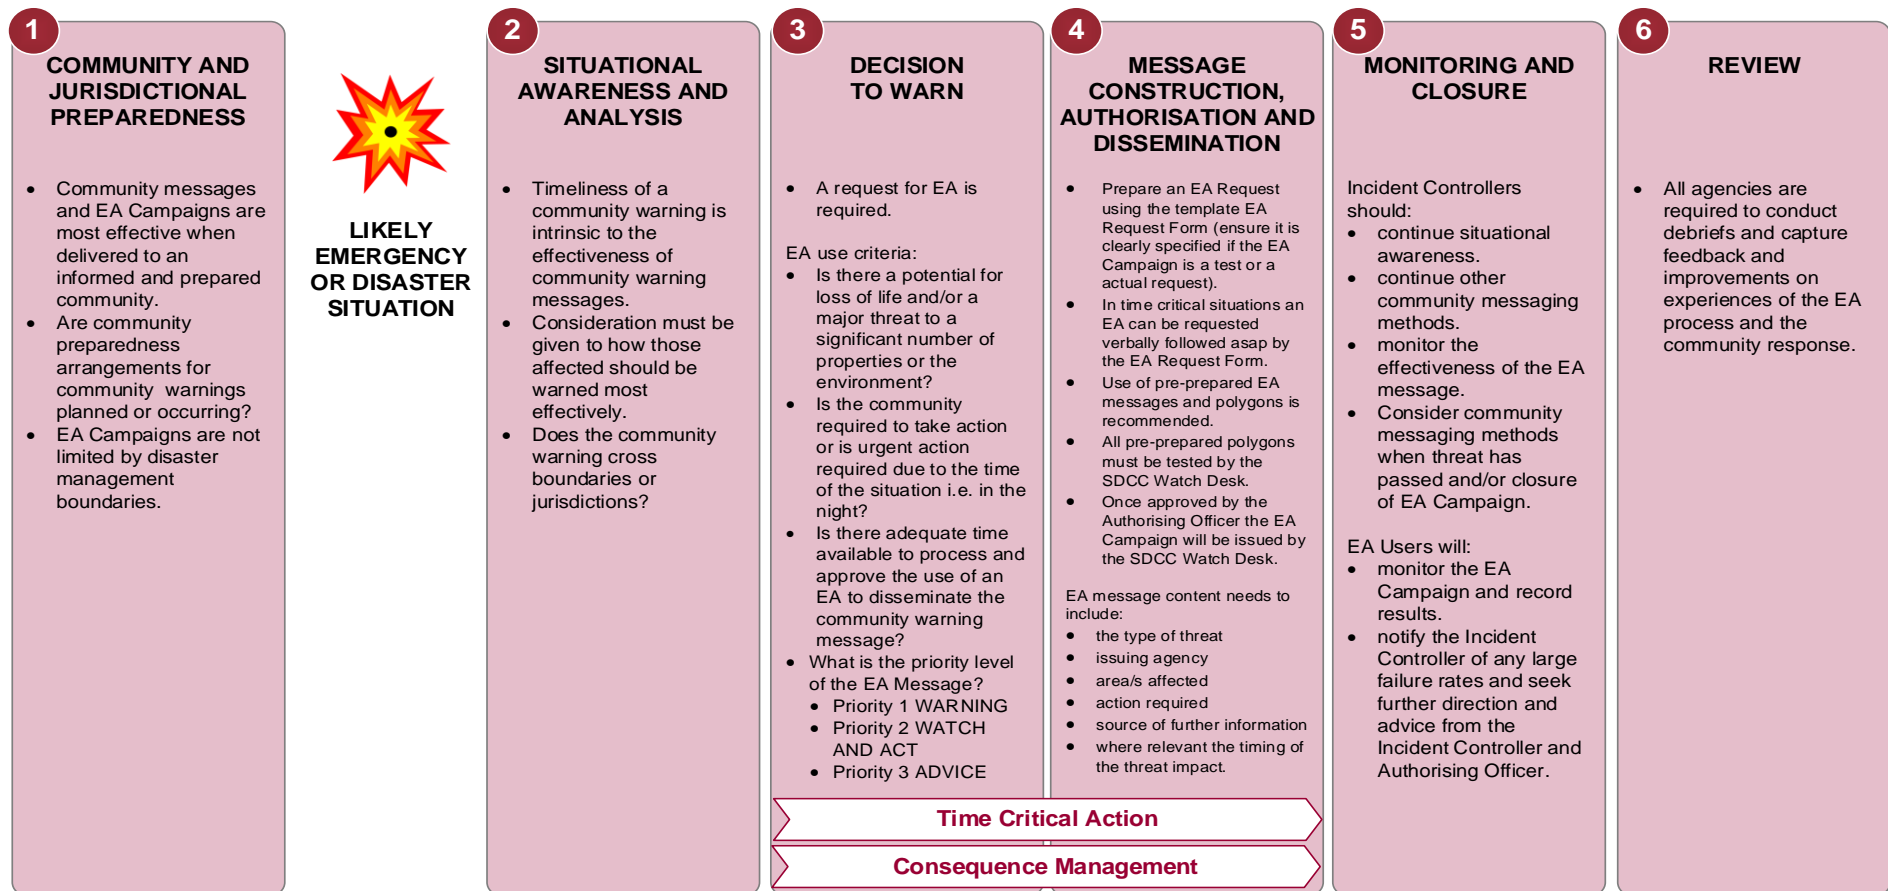 1
COMMUNITY AND
JURISDICTIONAL
PREPAREDNESS
• Community messages
and EA Campaigns are
most effective when
delivered to an
informed and prepared
community.
• Are community
preparedness
arrangements for
community warnings
planned or occurring?
• EA Campaigns are not
limited by disaster
management
boundaries.
LIKELY
EMERGENCY
OR DISASTER
SITUATION
2
SITUATIONAL
AWARENESS AND
ANALYSIS
• Timeliness of a
community warning is
intrinsic to the
effectiveness of
community warning
messages.
• Consideration must be
given to how those
affected should be
warned most
effectively.
• Does the community
warning cross
boundaries or
jurisdictions?
3
DECISION
TO WARN
• A request for EA is
required.
EA use criteria:
• Is there a potential for
loss of life and/or a
major threat to a
significant number of
properties or the
environment?
• Is the community
required to take action
or is urgent action
required due to the time
of the situation i.e. in the
night?
• Is there adequate time
available to process and
approve the use of an
EA to disseminate the
community warning
message?
• What is the priority level
of the EA Message?
• Priority 1 WARNING
• Priority 2 WATCH
AND ACT
• Priority 3 ADVICE
4
MESSAGE
CONSTRUCTION,
AUTHORISATION AND
DISSEMINATION
• Prepare an EA Request
using the template EA
Request Form (ensure it is
clearly specified if the EA
Campaign is a test or a
actual request).
• In time critical situations an
EA can be requested
verbally followed asap by
the EA Request Form.
• Use of pre-prepared EA
messages and polygons is
recommended.
• All pre-prepared polygons
must be tested by the
SDCC Watch Desk.
• Once approved by the
Authorising Officer the EA
Campaign will be issued by
the SDCC Watch Desk.
EA message content needs to
include:
• the type of threat
• issuing agency
• area/s affected
• action required
• source of further information
• where relevant the timing of
the threat impact.
Time Critical Action
Consequence Management
5
MONITORING AND
CLOSURE
Incident Controllers
should:
• continue situational
awareness.
• continue other
community messaging
methods.
• monitor the
effectiveness of the EA
message.
• Consider community
messaging methods
when threat has
passed and/or closure
of EA Campaign.
EA Users will:
• monitor the EA
Campaign and record
results.
• notify the Incident
Controller of any large
failure rates and seek
further direction and
advice from the
Incident Controller and
Authorising Officer.
6
REVIEW
• All agencies are
required to conduct
debriefs and capture
feedback and
improvements on
experiences of the EA
process and the
community response.